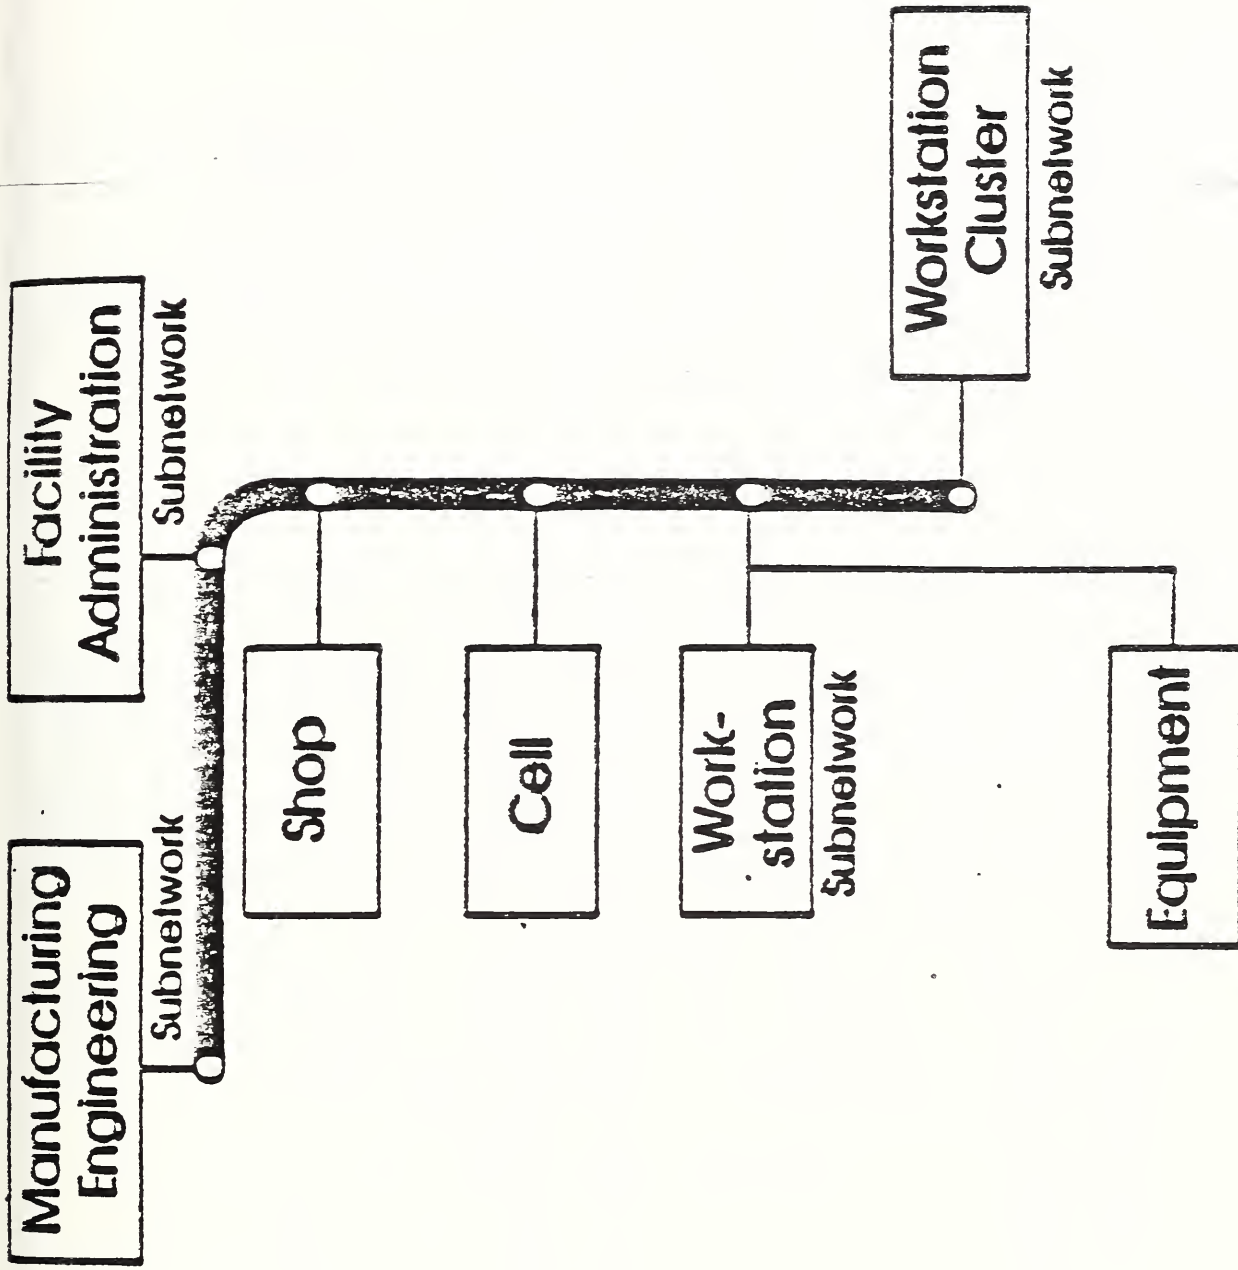 Manufacturing
Engineering
Subnetwork
Facility
Administration
Subnetwork
Shop
Cell
Work-
station
Subnetwork
Workstation
Cluster
Subnetwork
Equipment